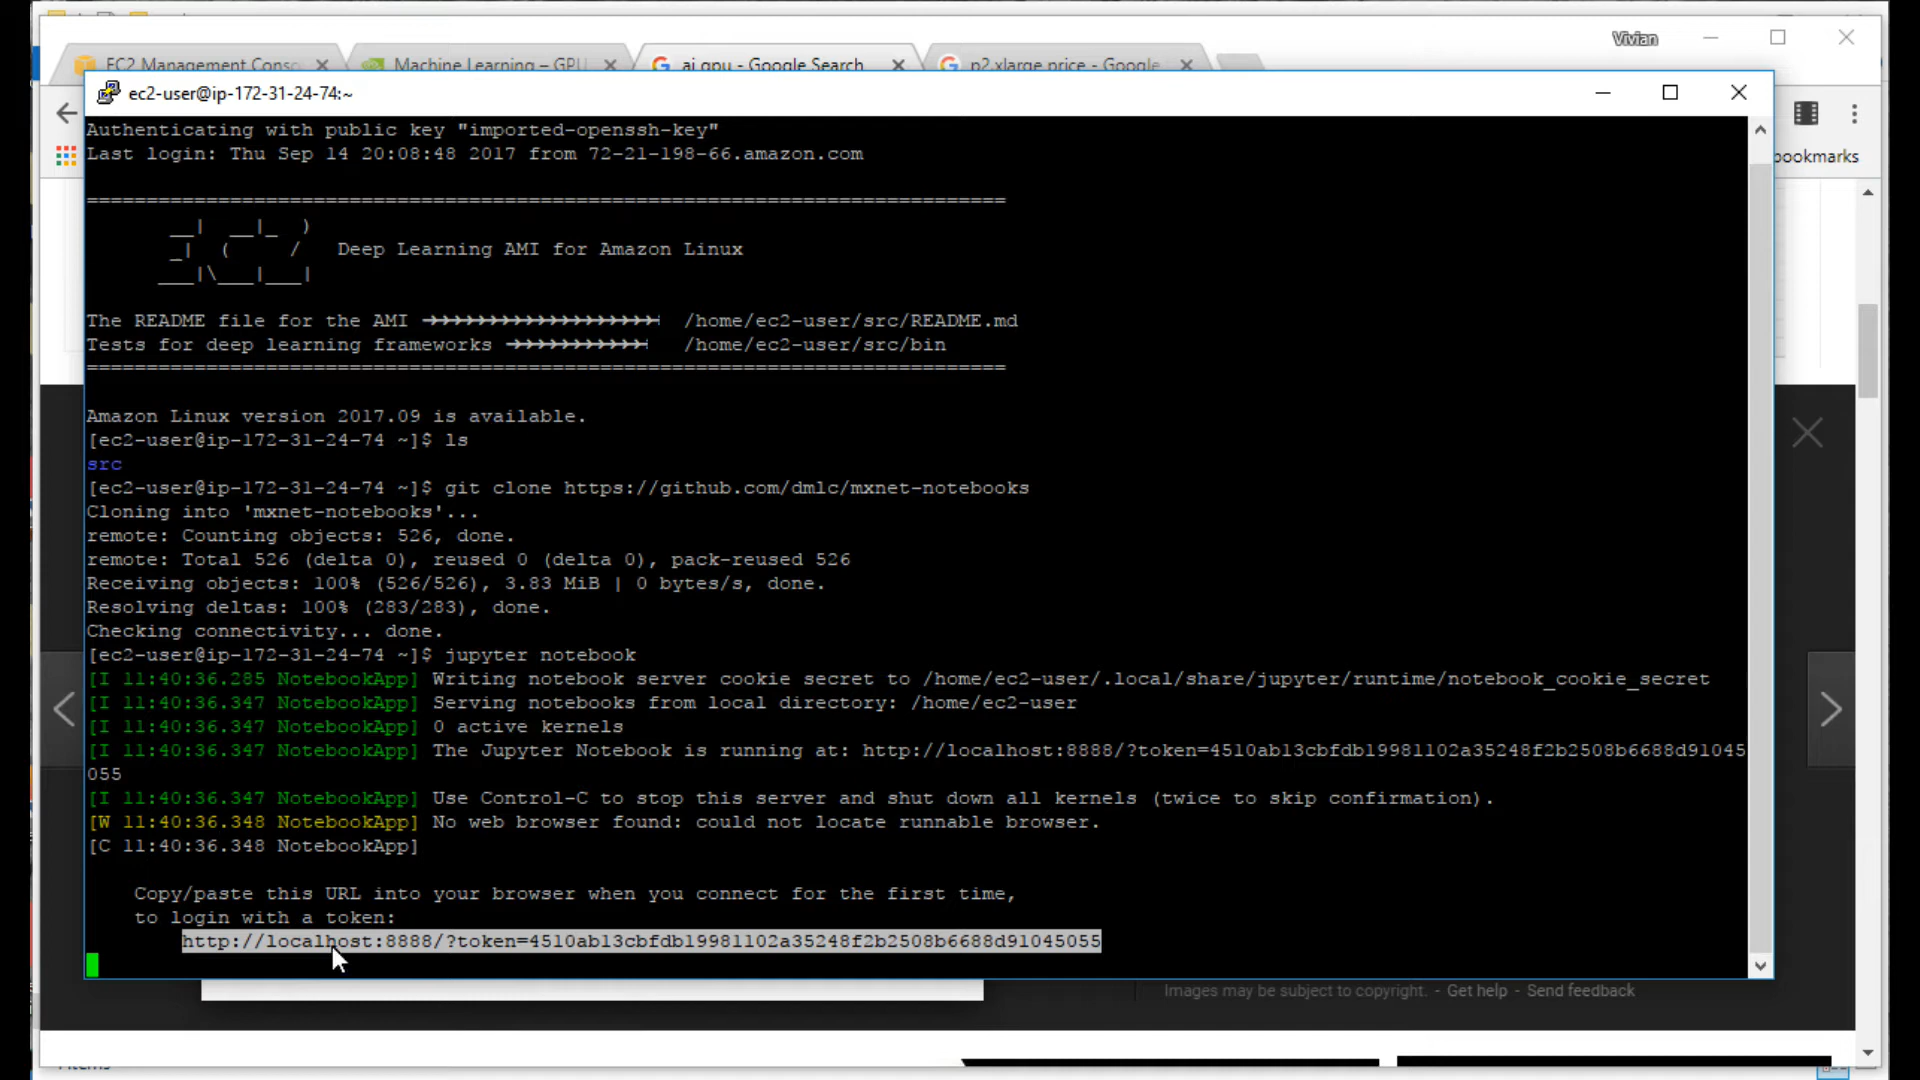 Vivian
EC2 Management Conso
Machine Learning – GPU
ai gpu - Google Search
p2.xlarge price - Google
ec2-user@ip-172-31-24-74:~
bookmarks
Authenticating with public key "imported-openssh-key"
Last login: Thu Sep 14 20:08:48 2017 from 72-21-198-66.amazon.com
=============================================================================
__|  __|_  )
_|  (     /   Deep Learning AMI for Amazon Linux
___|\___|___|
The README file for the AMI ➔➔➔➔➔➔➔➔➔➔➔➔➔➔➔➔➔➔➔➔ /home/ec2-user/src/README.md
Tests for deep learning frameworks ➔➔➔➔➔➔➔➔➔➔➔➔ /home/ec2-user/src/bin
=============================================================================
Amazon Linux version 2017.09 is available.
[ec2-user@ip-172-31-24-74 ~]$ ls
src
[ec2-user@ip-172-31-24-74 ~]$ git clone https://github.com/dmlc/mxnet-notebooks
Cloning into 'mxnet-notebooks'...
remote: Counting objects: 526, done.
remote: Total 526 (delta 0), reused 0 (delta 0), pack-reused 526
Receiving objects: 100% (526/526), 3.83 MiB | 0 bytes/s, done.
Resolving deltas: 100% (283/283), done.
Checking connectivity... done.
[ec2-user@ip-172-31-24-74 ~]$ jupyter notebook
[I 11:40:36.285 NotebookApp] Writing notebook server cookie secret to /home/ec2-user/.local/share/jupyter/runtime/notebook_cookie_secret
[I 11:40:36.347 NotebookApp] Serving notebooks from local directory: /home/ec2-user
[I 11:40:36.347 NotebookApp] 0 active kernels
[I 11:40:36.347 NotebookApp] The Jupyter Notebook is running at: http://localhost:8888/?token=4510ab13cbfdb19981102a35248f2b2508b6688d91045
055
[I 11:40:36.347 NotebookApp] Use Control-C to stop this server and shut down all kernels (twice to skip confirmation).
[W 11:40:36.348 NotebookApp] No web browser found: could not locate runnable browser.
[C 11:40:36.348 NotebookApp]
Copy/paste this URL into your browser when you connect for the first time,
to login with a token:
http://localhost:8888/?token=4510ab13cbfdb19981102a35248f2b2508b6688d91045055
Images may be subject to copyright. - Get help - Send feedback